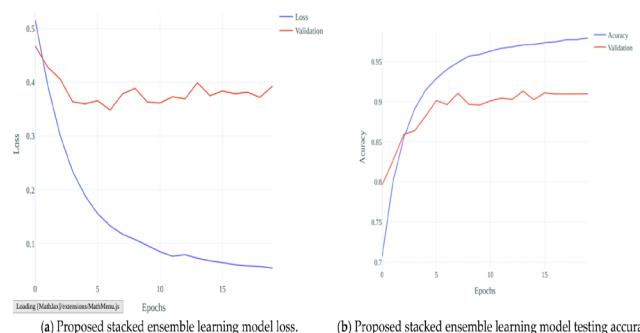 Loss
Validation
0.5
0.4
0.3
0.2
0.1
Loss
0
5
10
15
Epochs
Loading [MathJax]/extensions/MathMenu.js
(a) Proposed stacked ensemble learning model loss.
Acuracy
Validation
0.95
0.9
0.85
0.8
0.75
0.7
Acuracy
0
5
10
15
Epochs
(b) Proposed stacked ensemble learning model testing accura